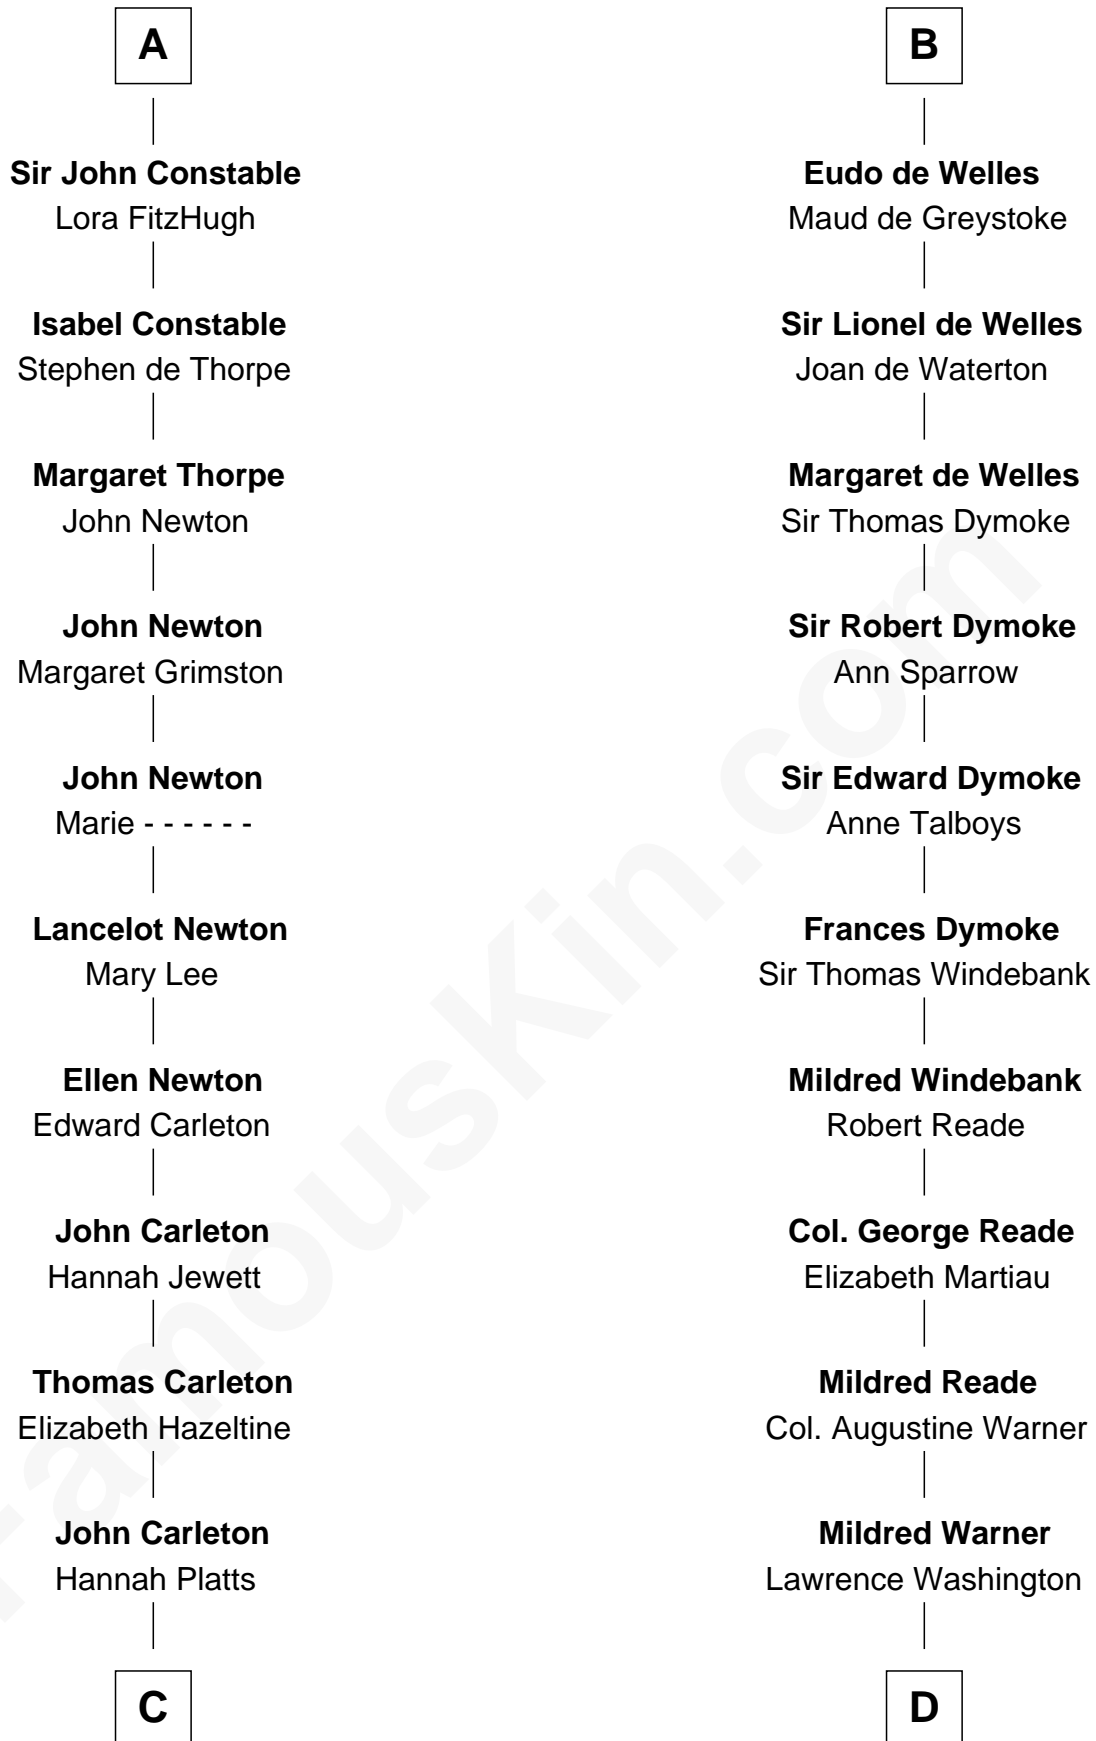 A
Sir John Constable
Lora FitzHugh
Isabel Constable
Stephen de Thorpe
Margaret Thorpe
John Newton
John Newton
Margaret Grimston
John Newton
Marie - - - - - -
Lancelot Newton
Mary Lee
Ellen Newton
Edward Carleton
John Carleton
Hannah Jewett
Thomas Carleton
Elizabeth Hazeltine
John Carleton
Hannah Platts
C
B
Eudo de Welles
Maud de Greystoke
Sir Lionel de Welles
Joan de Waterton
Margaret de Welles
Sir Thomas Dymoke
Sir Robert Dymoke
Ann Sparrow
Sir Edward Dymoke
Anne Talboys
Frances Dymoke
Sir Thomas Windebank
Mildred Windebank
Robert Reade
Col. George Reade
Elizabeth Martiau
Mildred Reade
Col. Augustine Warner
Mildred Warner
Lawrence Washington
D
FamousKin.com